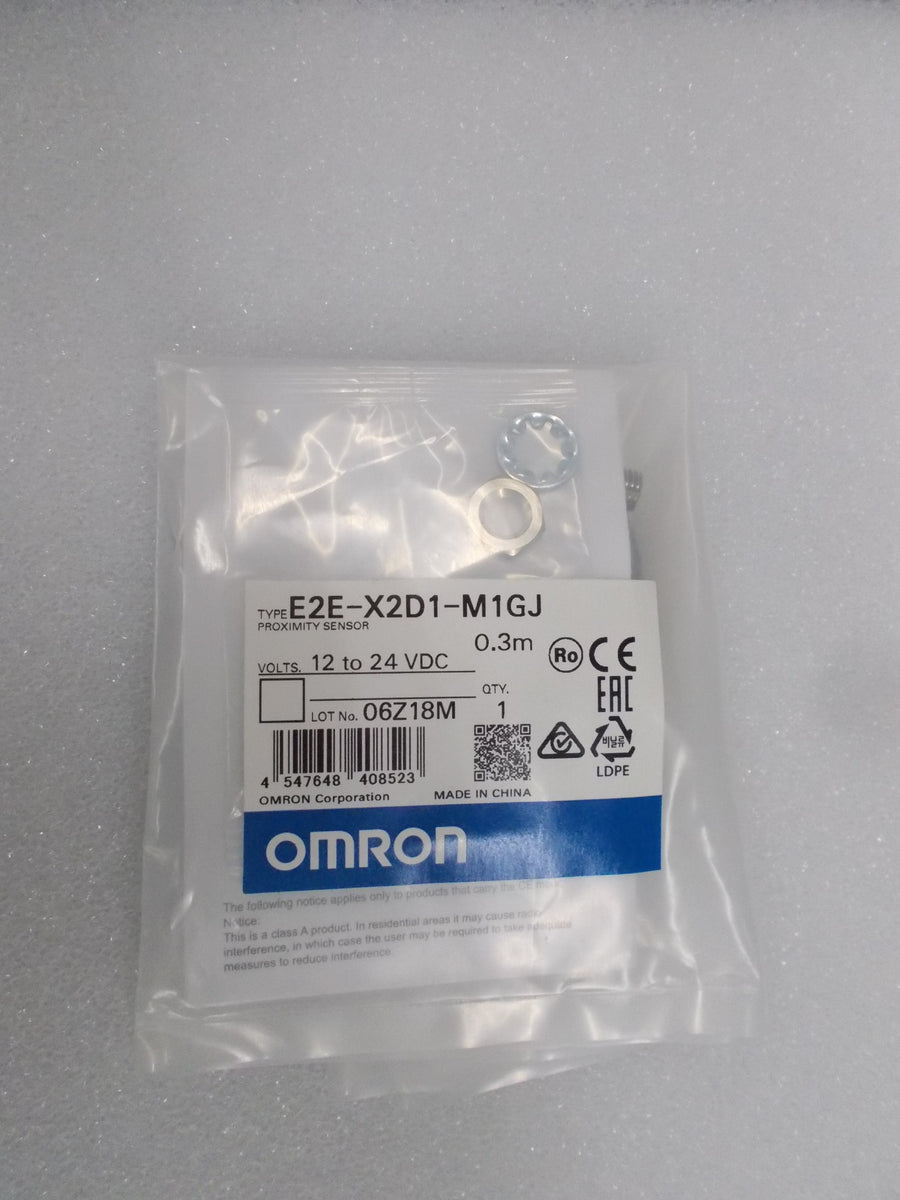 TYPE E2E-X2D1-M1GJ
PROXIMITY SENSOR
0.3m
VOLTS. 12 to 24 VDC
Ro CE
EAC
QTY.
LOT No. 06Z18M 1
비닐류
LDPE
4 547648 408523
OMRON Corporation MADE IN CHINA
OMRON
The following notice applies only to products that carry the CE mark.
Notice:
This is a class A product. In residential areas it may cause radio
interference, in which case the user may be required to take adequate
measures to reduce interference.